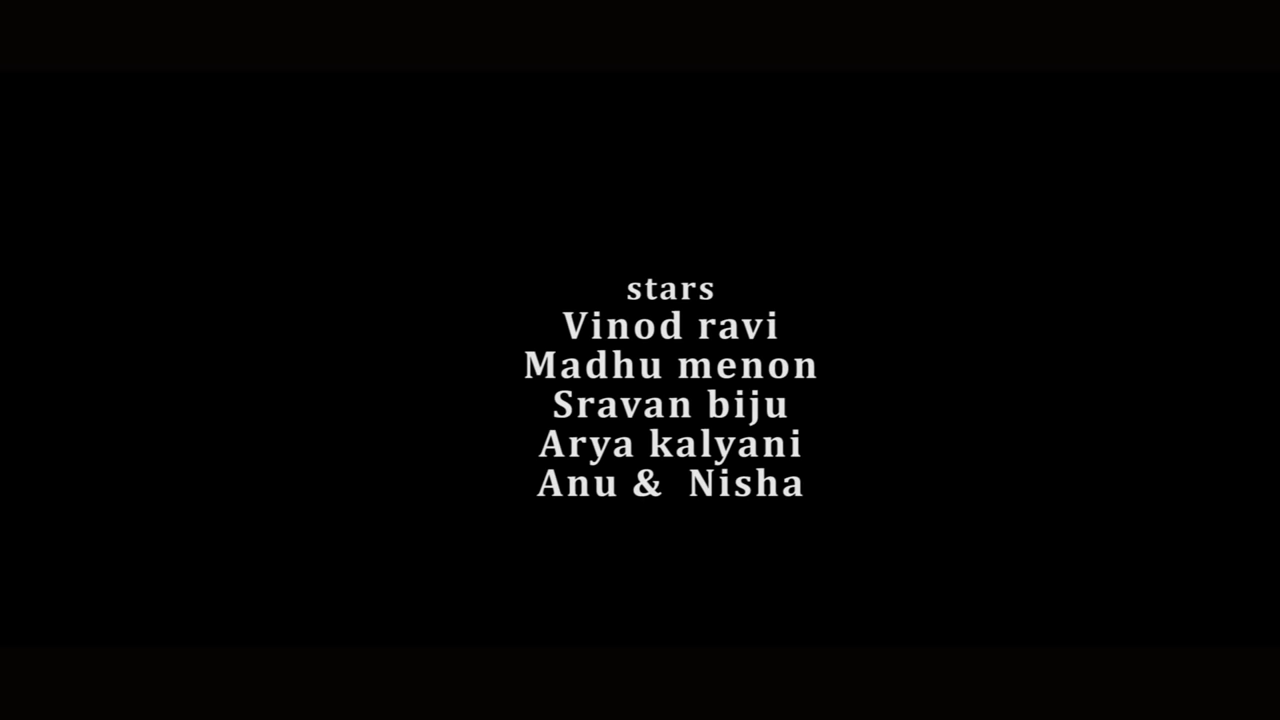 stars
Vinod ravi
Madhu menon
Sravan biju
Arya kalyani
Anu &  Nisha